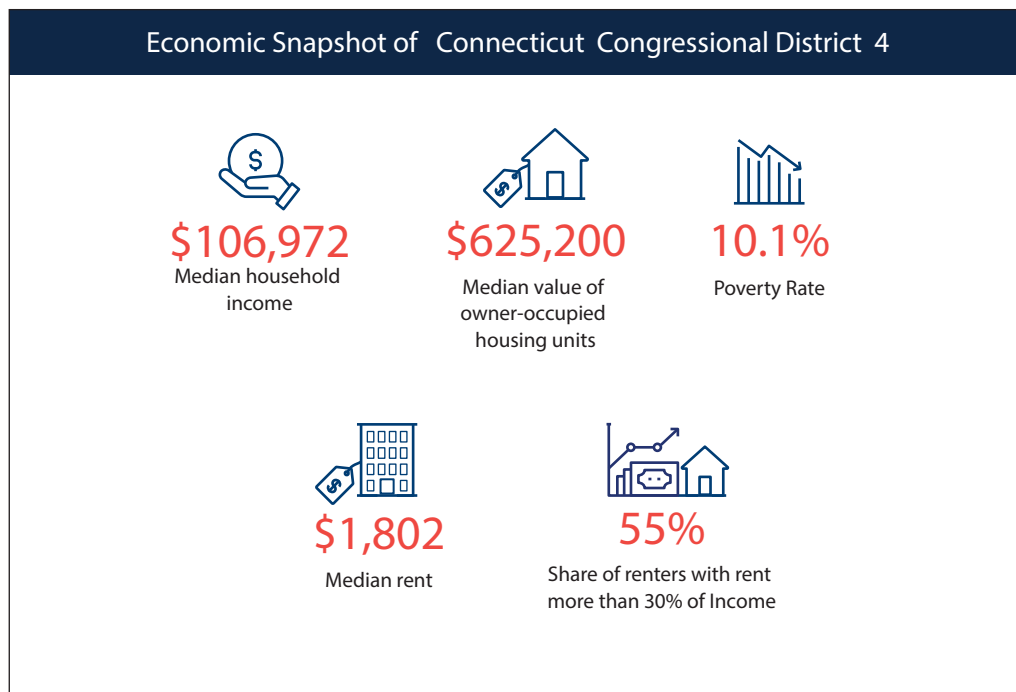 Economic Snapshot of Connecticut Congressional District 4
$
$106,972
Median household
income
$
$625,200
Median value of
owner-occupied
housing units
10.1%
Poverty Rate
$
$1,802
Median rent
55%
Share of renters with rent
more than 30% of Income